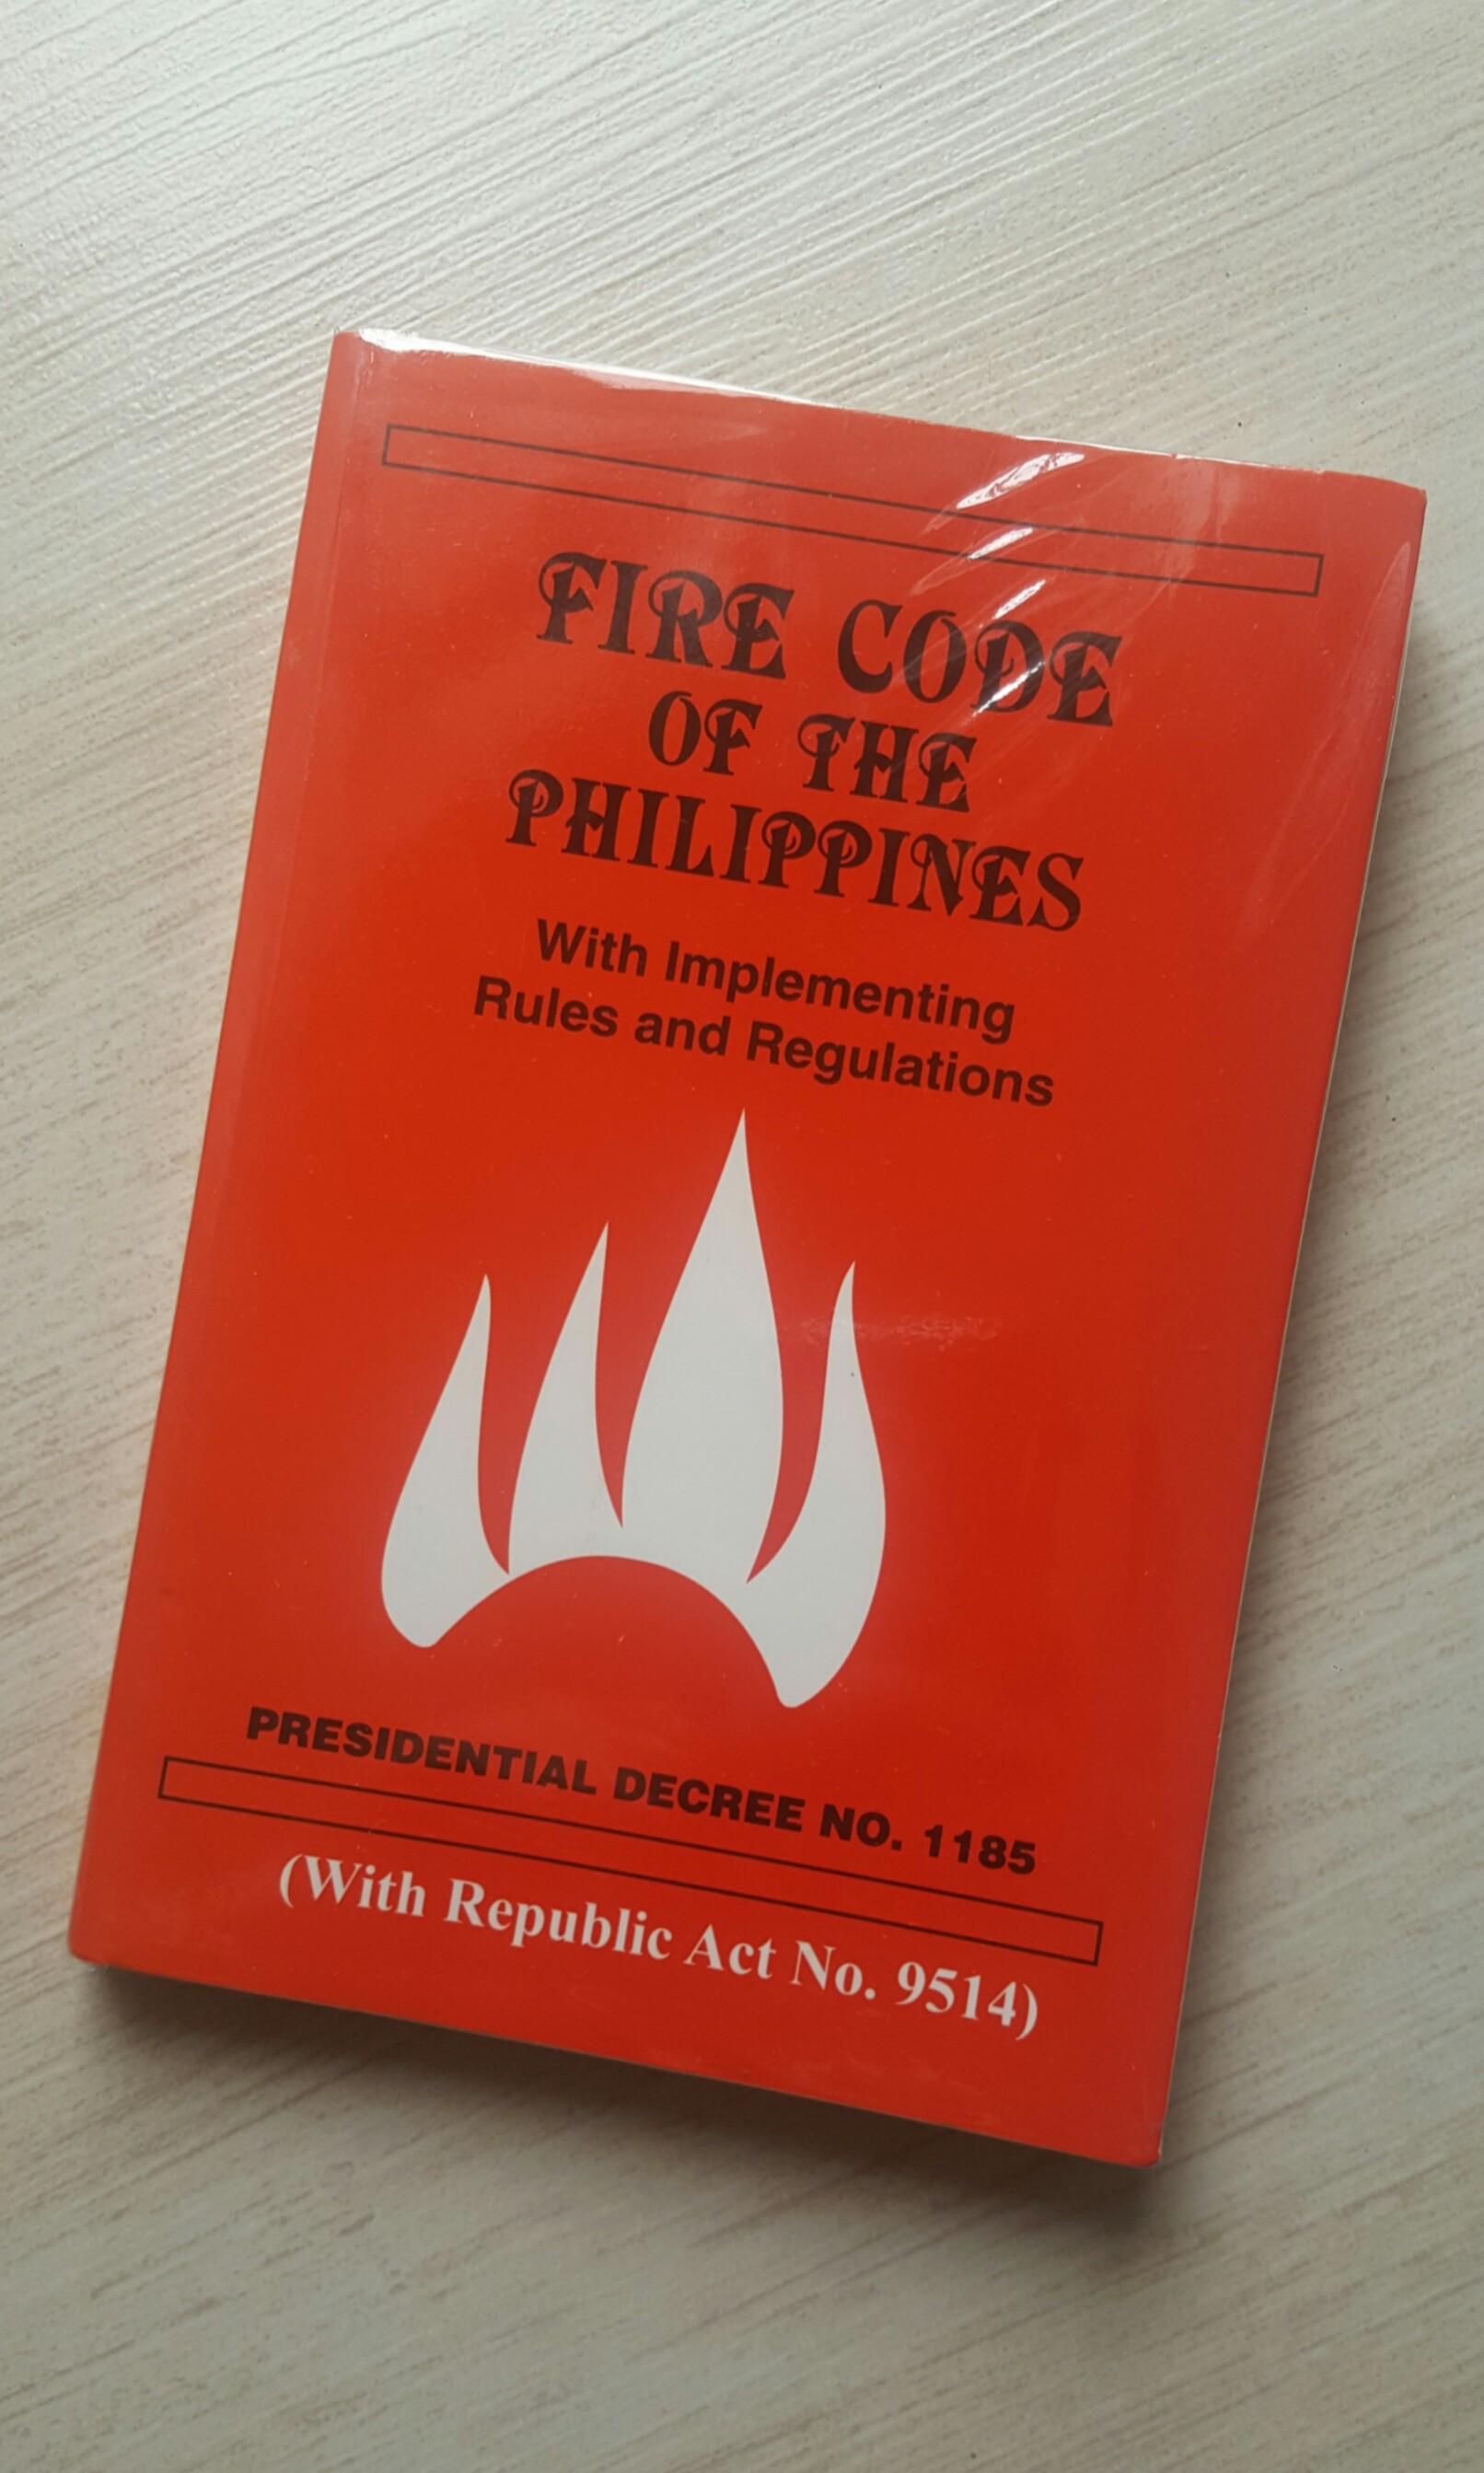 FIRE CODE
OF THE
PHILIPPINES
With Implementing
Rules and Regulations
PRESIDENTIAL DECREE NO. 1185
(With Republic Act No. 9514)